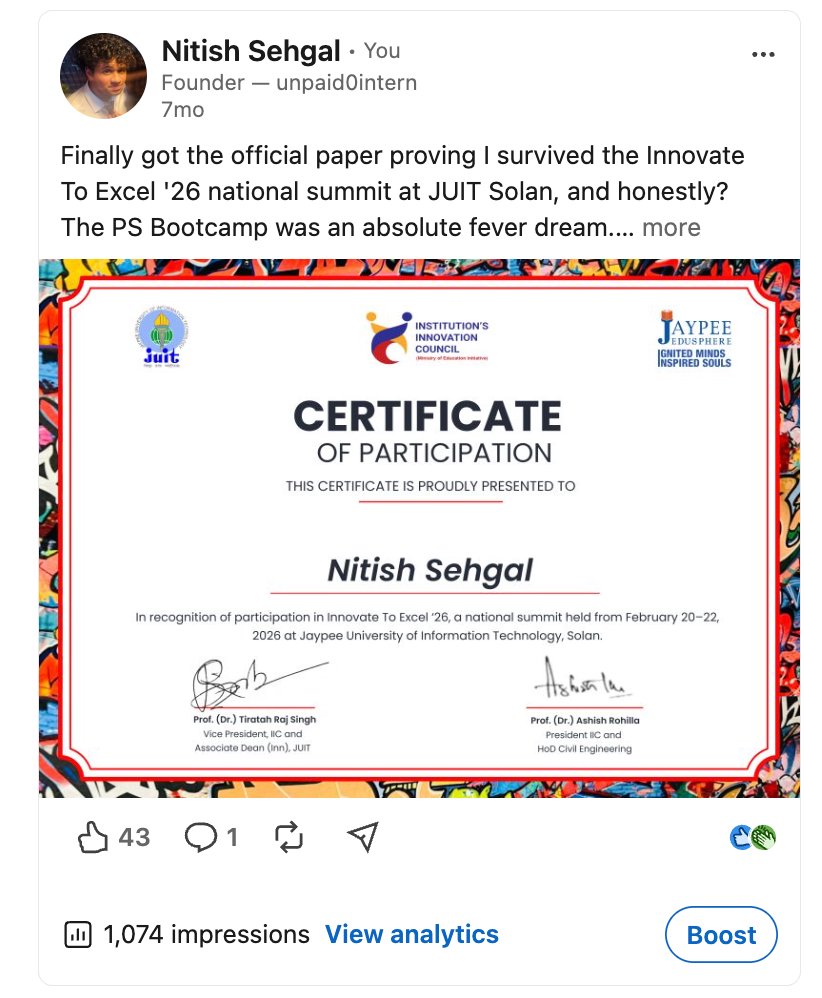 Nitish Sehgal • You
Founder — unpaid0intern
7mo
Finally got the official paper proving I survived the Innovate
To Excel '26 national summit at JUIT Solan, and honestly?
The PS Bootcamp was an absolute fever dream.... more
juit
INSTITUTION'S
INNOVATION
COUNCIL
(Ministry of Education Initiative)
JAYPEE
EDUSPHERE
IGNITED MINDS
INSPIRED SOULS
CERTIFICATE
OF PARTICIPATION
THIS CERTIFICATE IS PROUDLY PRESENTED TO
Nitish Sehgal
In recognition of participation in Innovate To Excel '26, a national summit held from February 20–22,
2026 at Jaypee University of Information Technology, Solan.
Prof. (Dr.) Tiratah Raj Singh
Vice President, IIC and
Associate Dean (Inn), JUIT
Prof. (Dr.) Ashish Rohilla
President IIC and
HoD Civil Engineering
43
1
1,074 impressions
View analytics
Boost